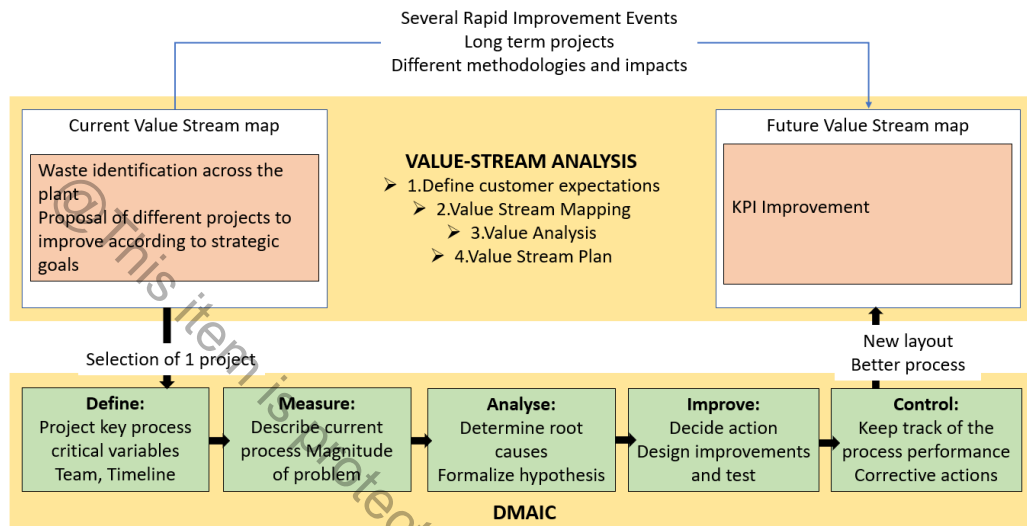 Several Rapid Improvement Events
Long term projects
Different methodologies and impacts
Current Value Stream map
Waste identification across the
plant
Proposal of different projects to
improve according to strategic
goals
VALUE-STREAM ANALYSIS
➤ 1.Define customer expectations
➤ 2.Value Stream Mapping
➤ 3.Value Analysis
➤ 4.Value Stream Plan
Future Value Stream map
KPI Improvement
Selection of 1 project
New layout
Better process
Define:
Project key process
critical variables
Team, Timeline
Measure:
Describe current
process Magnitude
of problem
Analyse:
Determine root
causes
Formalize hypothesis
Improve:
Decide action
Design improvements
and test
Control:
Keep track of the
process performance
Corrective actions
DMAIC
@This item is